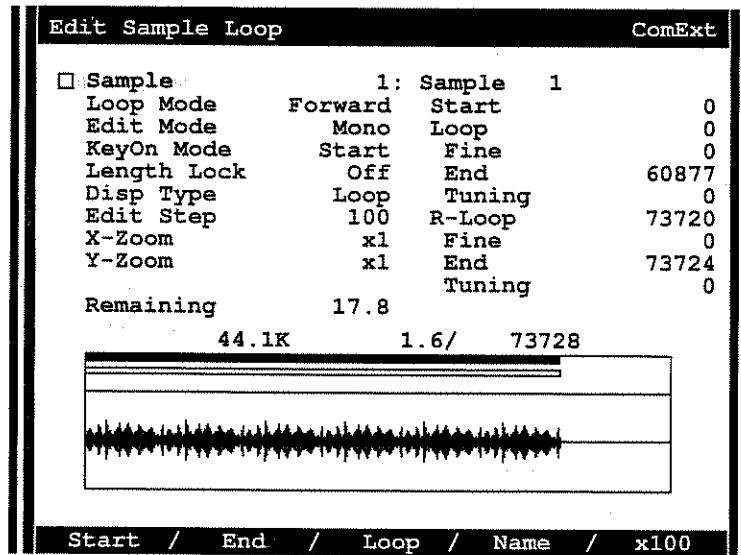 Edit Sample Loop ComExt
□ Sample 1: Sample 1
Loop Mode Forward Start 0
Edit Mode Mono Loop 0
KeyOn Mode Start Fine 0
Length Lock Off End 60877
Disp Type Loop Tuning 0
Edit Step 100 R-Loop 73720
X-Zoom x1 Fine 0
Y-Zoom x1 End 73724
Tuning 0
Remaining 17.8
44.1K 1.6/ 73728
Start / End / Loop / Name / x100